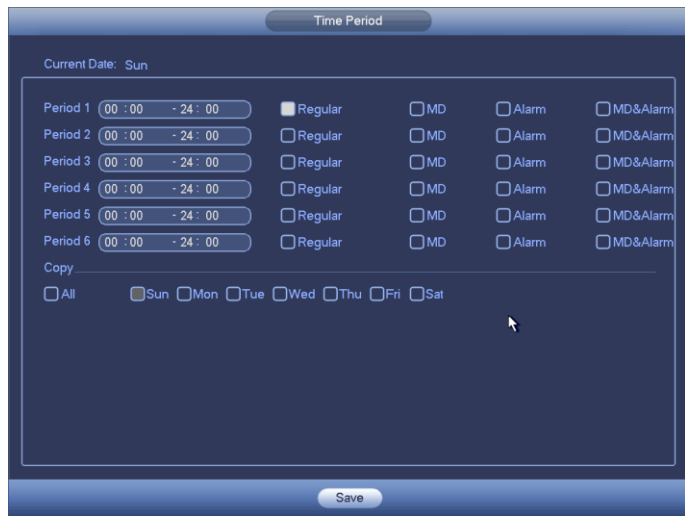 Time Period
Current Date: Sun
Period 1 00 :00 - 24 : 00 Regular MD Alarm MD&Alarm
Period 2 00 :00 - 24 : 00 Regular MD Alarm MD&Alarm
Period 3 00 :00 - 24 : 00 Regular MD Alarm MD&Alarm
Period 4 00 :00 - 24 : 00 Regular MD Alarm MD&Alarm
Period 5 00 :00 - 24 : 00 Regular MD Alarm MD&Alarm
Period 6 00 :00 - 24 : 00 Regular MD Alarm MD&Alarm
Copy
All Sun Mon Tue Wed Thu Fri Sat
Save